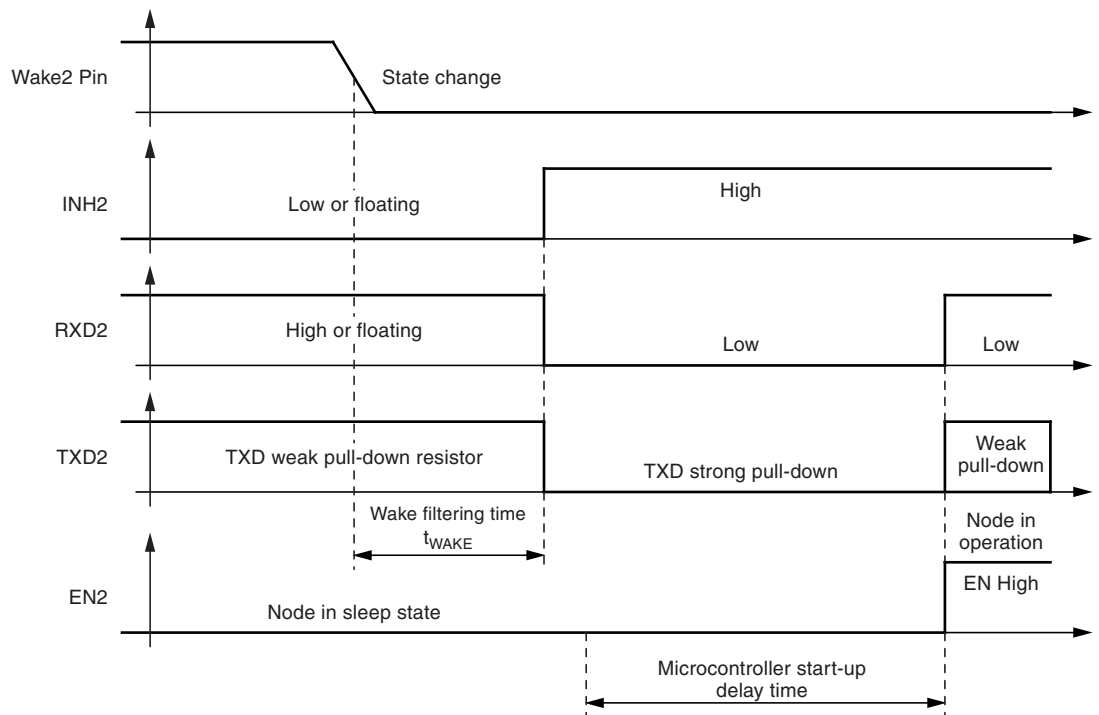 Wake2 Pin
State change
INH2
Low or floating
High
RXD2
High or floating
Low
Low
TXD2
TXD weak pull-down resistor
TXD strong pull-down
Weak
pull-down
Wake filtering time
tWAKE
Node in
operation
EN2
Node in sleep state
EN High
Microcontroller start-up
delay time